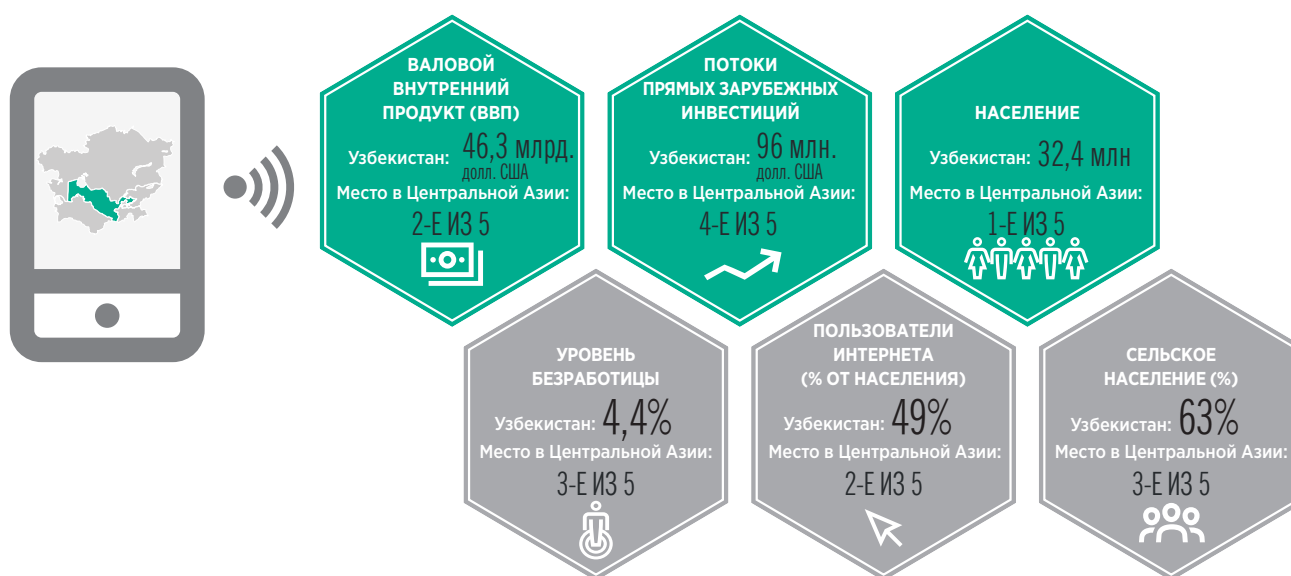 ВАЛОВОЙ
ВНУТРЕННИЙ
ПРОДУКТ (ВВП)
Узбекистан: 46,3 млрд.
долл. США
Место в Центральной Азии:
2-Е ИЗ 5
ПОТОКИ
ПРЯМЫХ ЗАРУБЕЖНЫХ
ИНВЕСТИЦИЙ
Узбекистан: 96 млн.
долл. США
Место в Центральной Азии:
4-Е ИЗ 5
НАСЕЛЕНИЕ
Узбекистан: 32,4 млн
Место в Центральной Азии:
1-Е ИЗ 5
УРОВЕНЬ
БЕЗРАБОТИЦЫ
Узбекистан: 4,4%
Место в Центральной Азии:
3-Е ИЗ 5
ПОЛЬЗОВАТЕЛИ
ИНТЕРНЕТА
(% ОТ НАСЕЛЕНИЯ)
Узбекистан: 49%
Место в Центральной Азии:
2-Е ИЗ 5
СЕЛЬСКОЕ
НАСЕЛЕНИЕ (%)
Узбекистан: 63%
Место в Центральной Азии:
3-Е ИЗ 5